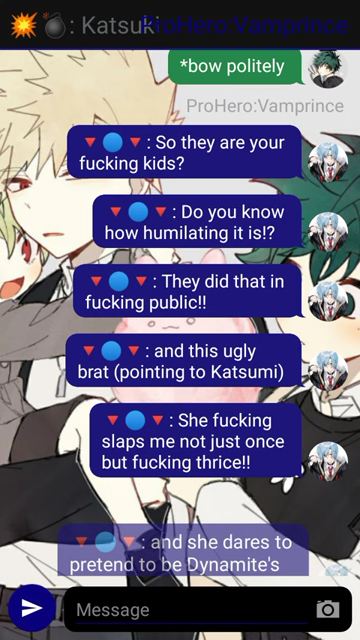 💥💣: Katsuk
ProHero:Vamprince
*bow politely
ProHero:Vamprince
🔻🔵🔻: So they are your
fucking kids?
🔻🔵🔻: Do you know
how humilating it is!?
🔻🔵🔻: They did that in
fucking public!!
🔻🔵🔻: and this ugly
brat (pointing to Katsumi)
🔻🔵🔻: She fucking
slaps me not just once
but fucking thrice!!
🔻🔵🔻: and she dares to
pretend to be Dynamite's
Message